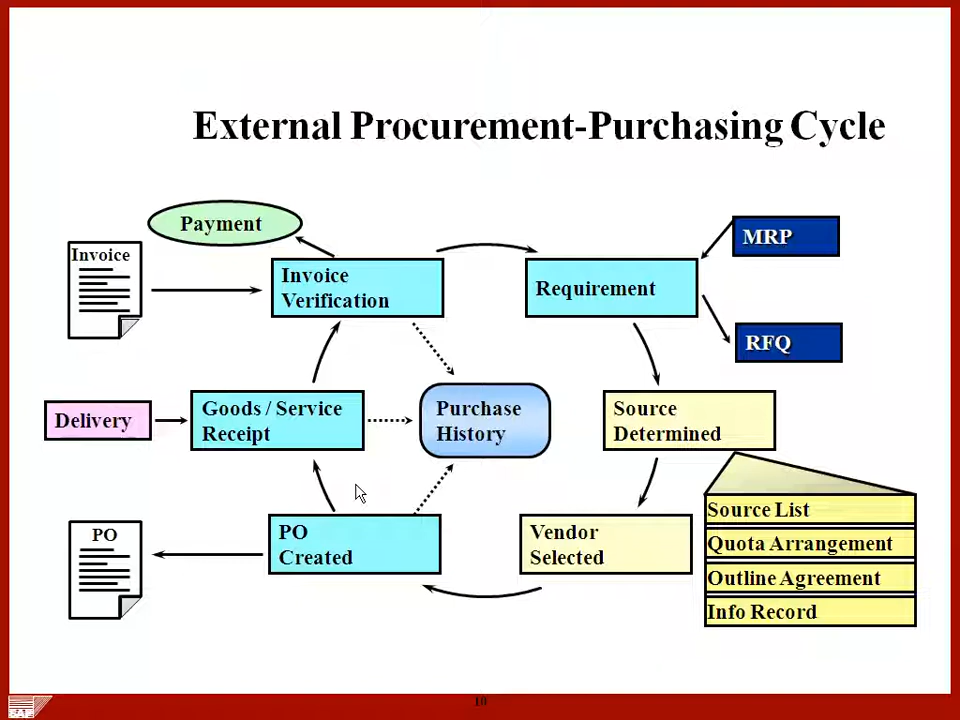 External Procurement-Purchasing Cycle
Payment
Invoice
Invoice
Verification
Requirement
MRP
RFQ
Delivery
Goods / Service
Receipt
Purchase
History
Source
Determined
PO
PO
Created
Vendor
Selected
Source List
Quota Arrangement
Outline Agreement
Info Record
10
SAP